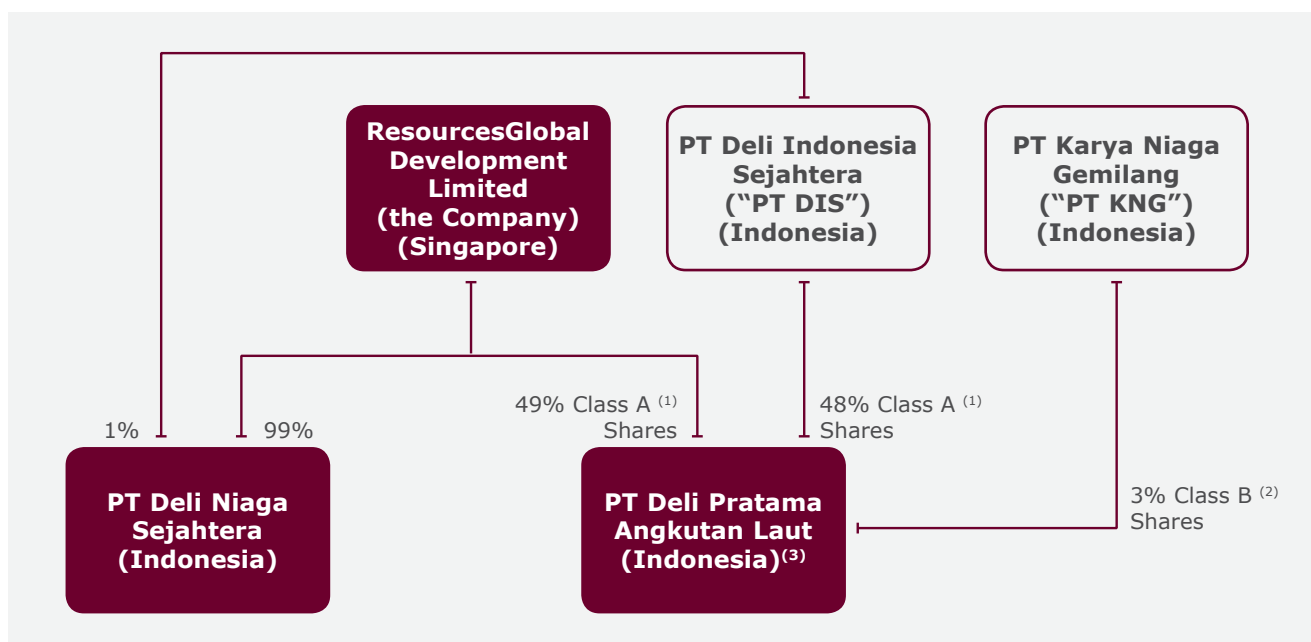 ResourcesGlobal
Development
Limited
(the Company)
(Singapore)
PT Deli Indonesia
Sejahtera
(“PT DIS”)
(Indonesia)
PT Karya Niaga
Gemilang
(“PT KNG”)
(Indonesia)
1%
99%
49% Class A (1)
Shares
48% Class A (1)
Shares
3% Class B (2)
Shares
PT Deli Niaga
Sejahtera
(Indonesia)
PT Deli Pratama
Angkutan Laut
(Indonesia)(3)